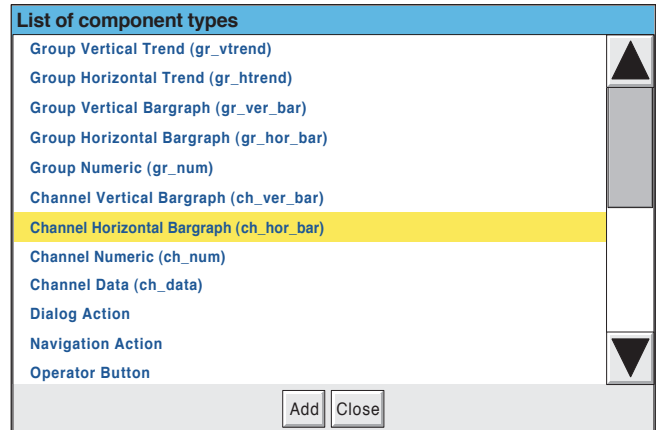 List of component types
Group Vertical Trend (gr_vtrend)
Group Horizontal Trend (gr_htrend)
Group Vertical Bargraph (gr_ver_bar)
Group Horizontal Bargraph (gr_hor_bar)
Group Numeric (gr_num)
Channel Vertical Bargraph (ch_ver_bar)
Channel Horizontal Bargraph (ch_hor_bar)
Channel Numeric (ch_num)
Channel Data (ch_data)
Dialog Action
Navigation Action
Operator Button
Add Close